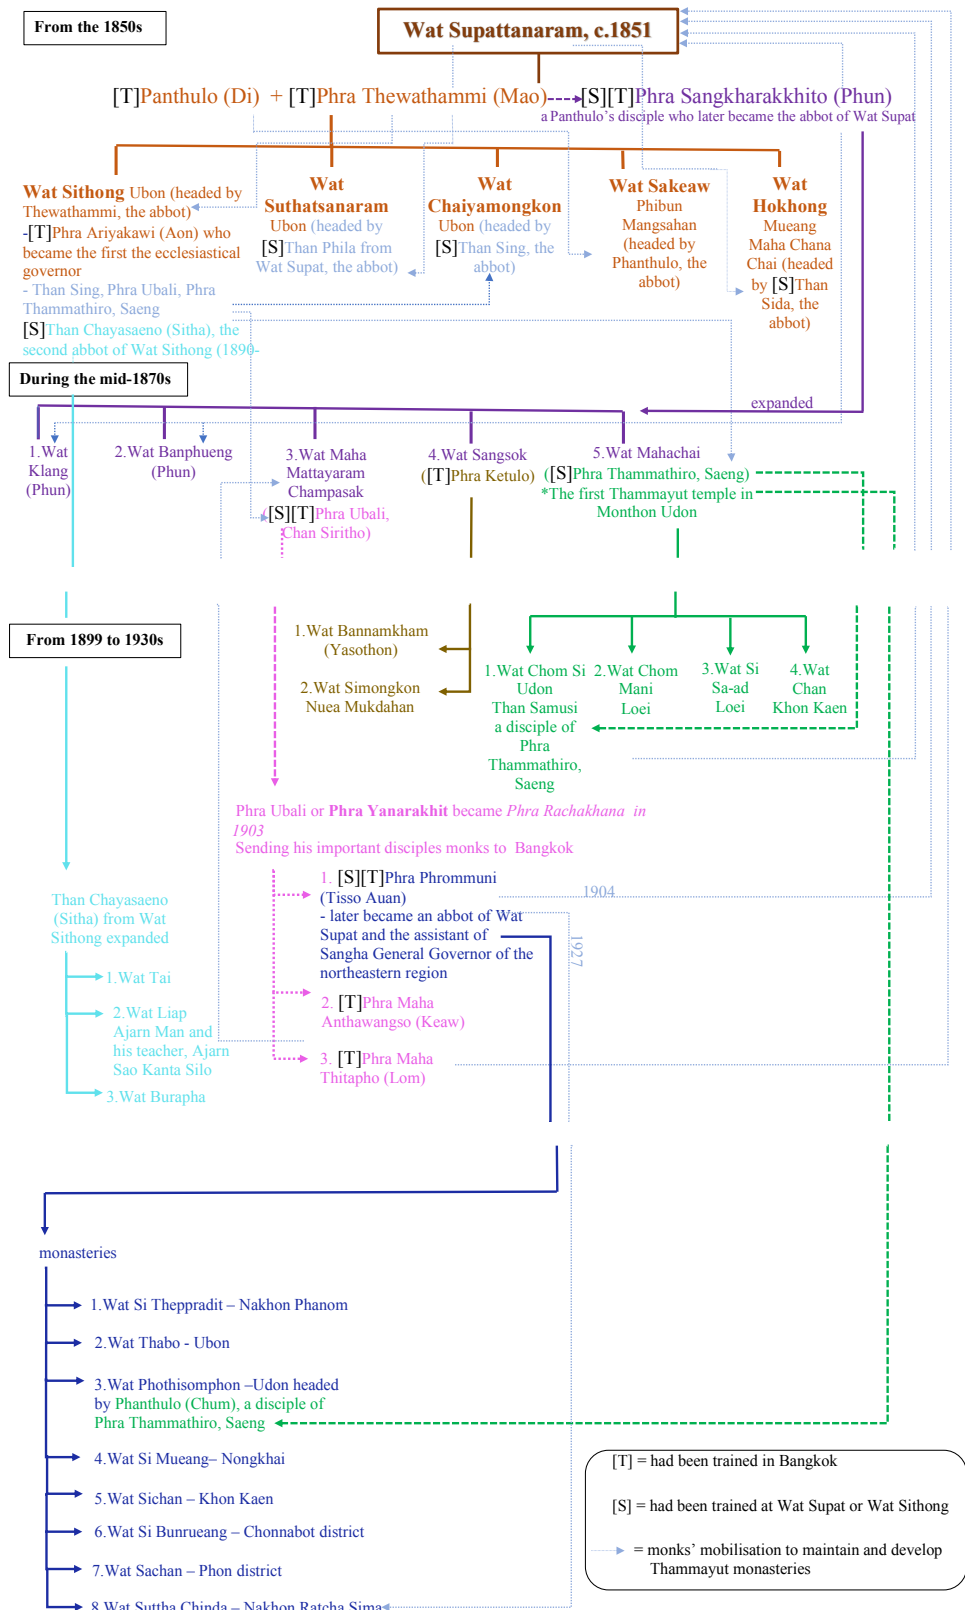 From the 1850s
Wat Supattanaram, c.1851
[T]Panthulo (Di) + [T]Phra Thewathammi (Mao)
[S][T]Phra Sangkharakkhito (Phun)
a Panthulo's disciple who later became the abbot of Wat Supat
Wat Sithong Ubon (headed by
Thewathammi, the abbot)
-[T]Phra Ariyakawi (Aon) who
became the first the ecclesiastical
governor
- Than Sing, Phra Ubali, Phra
Thammathiro, Saeng
[S]Than Chayasaeno (Sitha), the
second abbot of Wat Sithong (1890-
Wat
Suthatsanaram
Ubon (headed by
[S]Than Phila from
Wat Supat, the abbot)
Wat
Chaiyamongkon
Ubon (headed by
[S]Than Sing, the
abbot)
Wat Sakeaw
Phibun
Mangsahan
(headed by
Phanthulo, the
abbot)
Wat
Hokhong
Mueang
Maha Chana
Chai (headed
by [S]Than
Sida, the
abbot)
During the mid-1870s
expanded
1.Wat
Klang
(Phun)
2.Wat Banphueng
(Phun)
3.Wat Maha
Mattayaram
Champasak
([S][T]Phra Ubali,
Chan Siritho)
4.Wat Sangsok
([T]Phra Ketulo)
5.Wat Mahachai
([S]Phra Thammathiro, Saeng)
*The first Thammayut temple in
Monthon Udon
From 1899 to 1930s
1.Wat Bannamkham
(Yasothon)
2.Wat Simongkon
Nuea Mukdahan
1.Wat Chom Si
Udon
Than Samusi
a disciple of
Phra
Thammathiro,
Saeng
2.Wat Chom
Mani
Loei
3.Wat Si
Sa-ad
Loei
4.Wat
Chan
Khon Kaen
Phra Ubali or Phra Yanarakhit became Phra Rachakhana in
1903
Sending his important disciples monks to Bangkok
1. [S][T]Phra Phrommuni
(Tisso Auan)
- later became an abbot of Wat
Supat and the assistant of
Sangha General Governor of the
northeastern region
1904
1927
2. [T]Phra Maha
Anthawangso (Keaw)
3. [T]Phra Maha
Thitapho (Lom)
Than Chayasaeno
(Sitha) from Wat
Sithong expanded
1.Wat Tai
2.Wat Liap
Ajarn Man and
his teacher, Ajarn
Sao Kanta Silo
3.Wat Burapha
monasteries
1.Wat Si Theppradit – Nakhon Phanom
2.Wat Thabo - Ubon
3.Wat Phothisomphon –Udon headed
by Phanthulo (Chum), a disciple of
Phra Thammathiro, Saeng
4.Wat Si Mueang– Nongkhai
5.Wat Sichan – Khon Kaen
6.Wat Si Bunrueang – Chonnabot district
7.Wat Sachan – Phon district
8.Wat Suttha Chinda – Nakhon Ratcha Sima
[T] = had been trained in Bangkok
[S] = had been trained at Wat Supat or Wat Sithong
= monks' mobilisation to maintain and develop
Thammayut monasteries